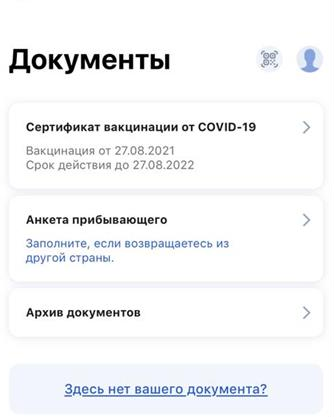 Документы
Сертификат вакцинации от COVID-19
Вакцинация от 27.08.2021
Срок действия до 27.08.2022
Анкета прибывающего
Заполните, если возвращаетесь из
другой страны.
Архив документов
Здесь нет вашего документа?